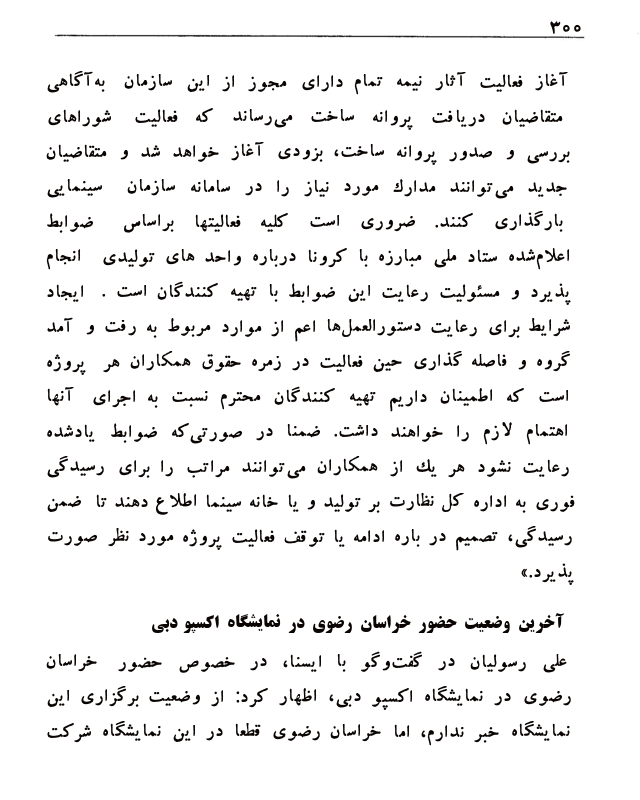 ۳۰۰
آغاز فعالیت آثار نیمه تمام دارای مجوز از این سازمان به‌آگاهی
متقاضیان دریافت پروانه ساخت می‌رساند که فعالیت شوراهای
بررسی و صدور پروانه ساخت، بزودی آغاز خواهد شد و متقاضیان
جدید می‌توانند مدارك مورد نیاز را در سامانه سازمان سینمایی
بارگذاری کنند. ضروری است کلیه فعالیتها براساس ضوابط
اعلام‌شده ستاد ملی مبارزه با کرونا درباره واحد های تولیدی انجام
پذیرد و مسئولیت رعایت این ضوابط با تهیه کنندگان است . ایجاد
شرایط برای رعایت دستورالعمل‌ها اعم از موارد مربوط به رفت و آمد
گروه و فاصله گذاری حین فعالیت در زمره حقوق همکاران هر پروژه
است که اطمینان داریم تهیه کنندگان محترم نسبت به اجرای آنها
اهتمام لازم را خواهند داشت. ضمنا در صورتی‌که ضوابط یادشده
رعایت نشود هر یك از همکاران می‌توانند مراتب را برای رسیدگی
فوری به اداره کل نظارت بر تولید و یا خانه سینما اطلاع دهند تا ضمن
رسیدگی، تصمیم در باره ادامه یا توقف فعالیت پروژه مورد نظر صورت
پذیرد.»
آخرین وضعیت حضور خراسان رضوی در نمایشگاه اکسپو دبی
علی رسولیان در گفت‌وگو با ایسنا، در خصوص حضور خراسان
رضوی در نمایشگاه اکسپو دبی، اظهار کرد: از وضعیت برگزاری این
نمایشگاه خبر ندارم، اما خراسان رضوی قطعا در این نمایشگاه شرکت